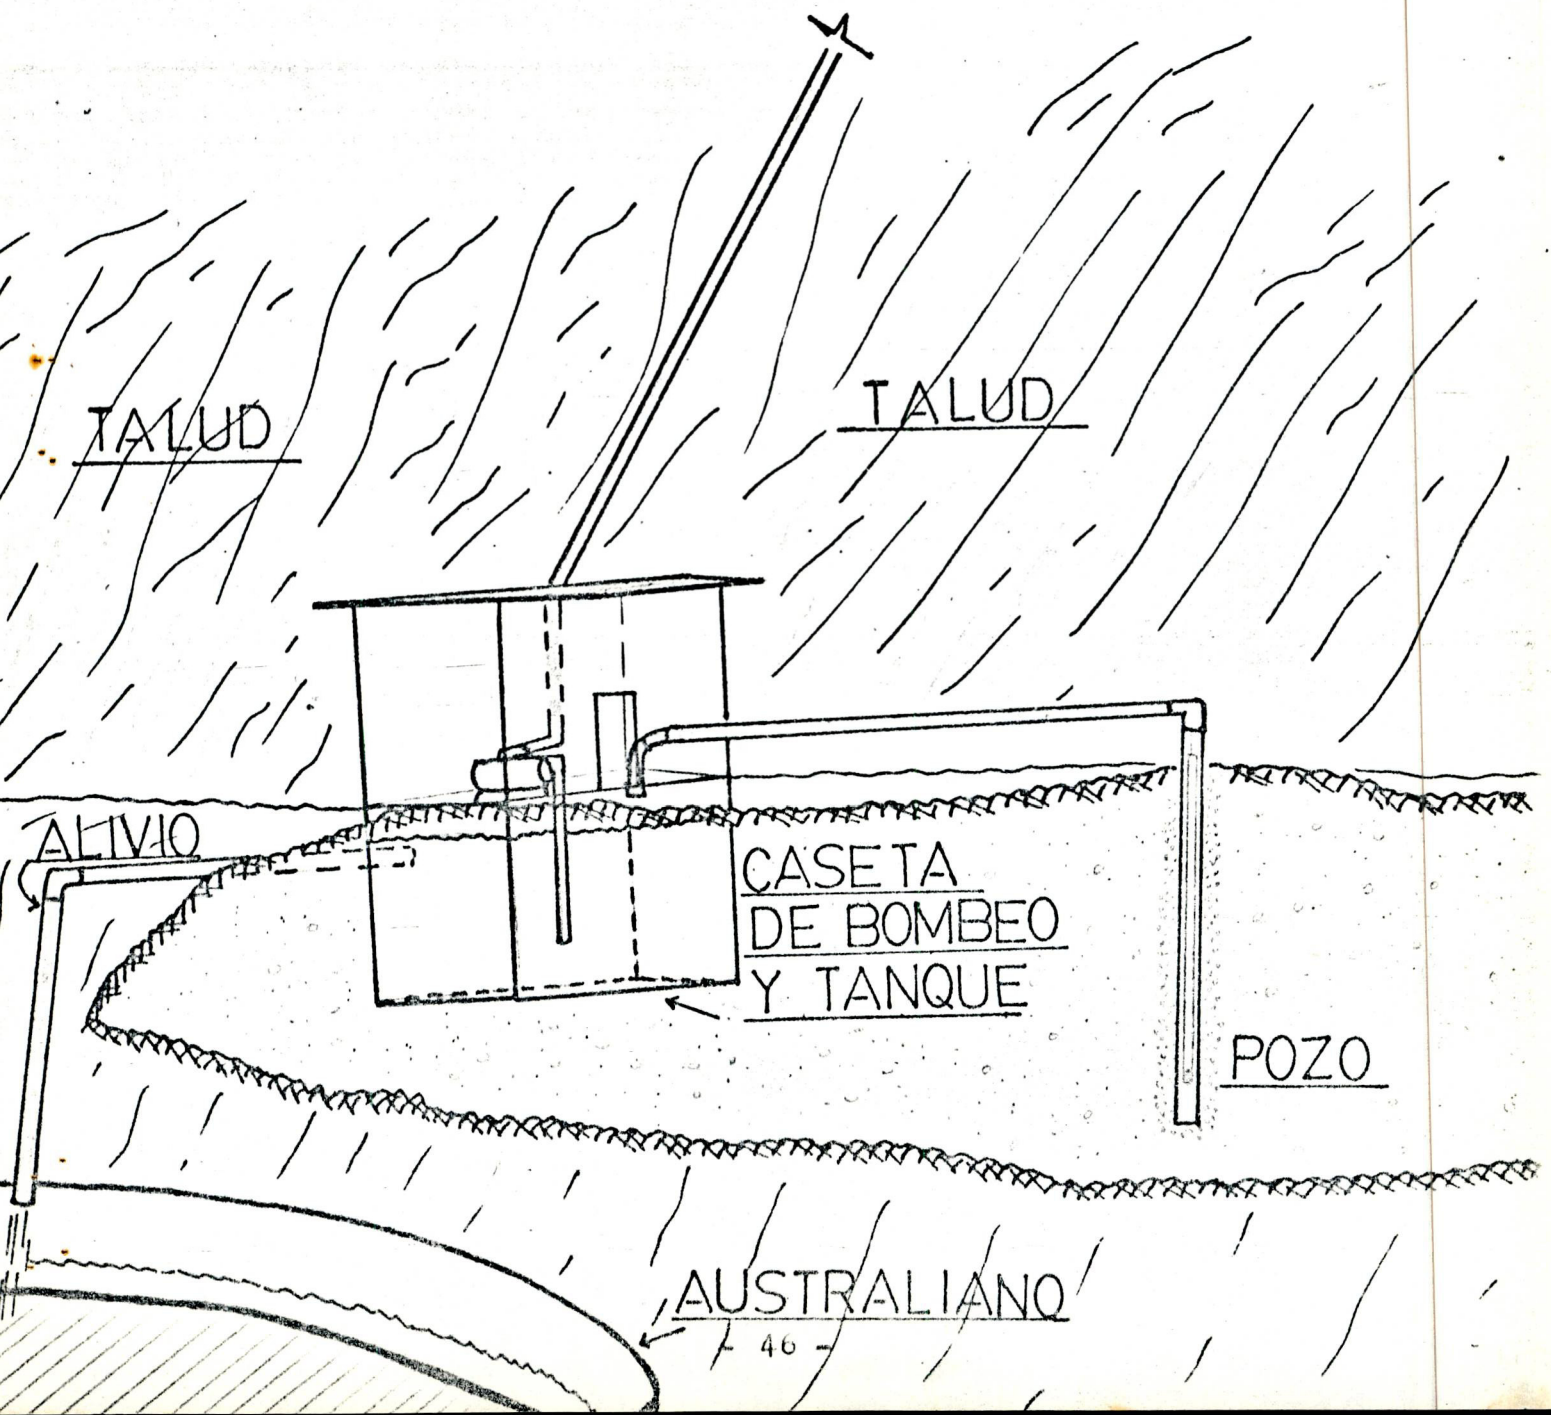 TALUD
TALUD
ALIVIO
CASETA
DE BOMBEO
Y TANQUE
POZO
AUSTRALIANO
- 46 -